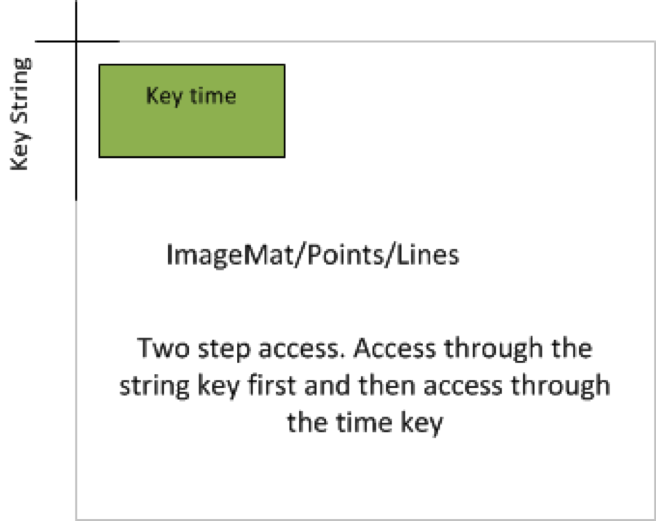 Key String
Key time
ImageMat/Points/Lines
Two step access. Access through the
string key first and then access through
the time key